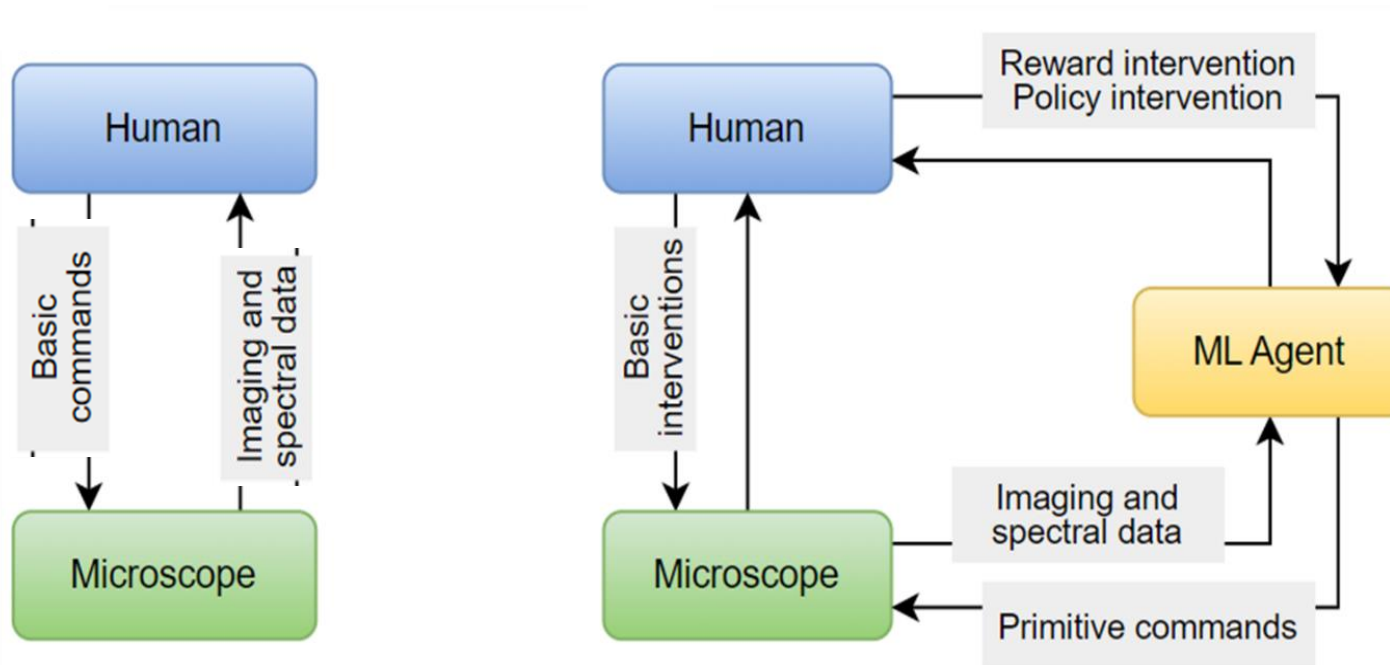 Human
Basic
commands
Imaging and
spectral data
Microscope
Human
Reward intervention
Policy intervention
Basic
interventions
ML Agent
Imaging and
spectral data
Microscope
Primitive commands